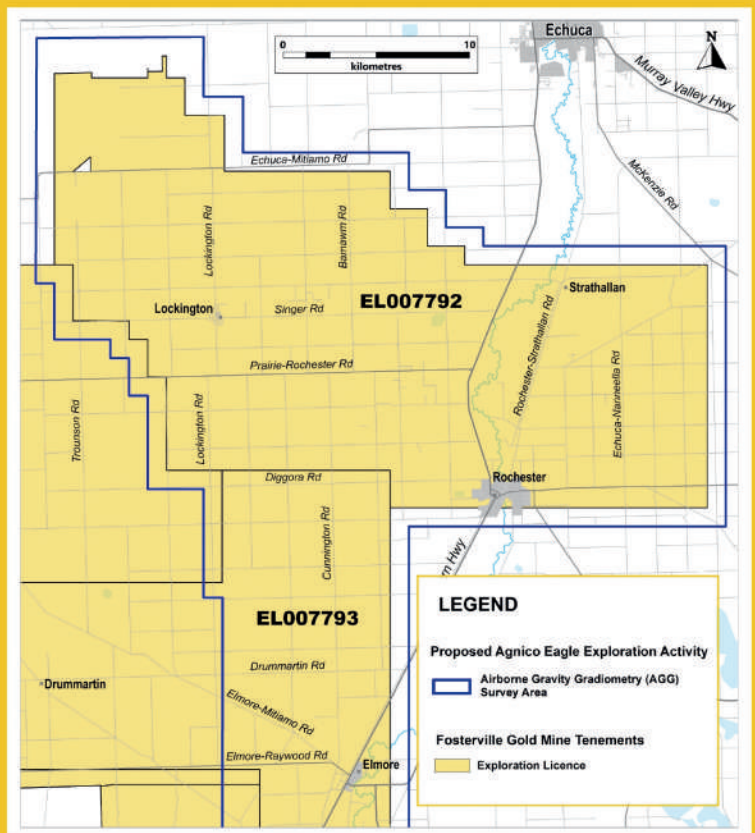 Echuca
N
0 10
kilometres
Murray Valley Hwy
McKenzie Rd
Echuca-Mitiamo Rd
Lockington Rd
Barnawm Rd
EL007792
Strathallan
Lockington
Singer Rd
Rochester-Strathallan Rd
Prairie-Rochester Rd
Echuca-Nanneella Rd
Trounson Rd
Lockington Rd
Diggora Rd
Rochester
Cunnington Rd
rn Hwy
EL007793
Drummartin Rd
Drummartin
Elmore-Mitiamo Rd
Elmore-Raywood Rd
Elmore
LEGEND
Proposed Agnico Eagle Exploration Activity
Airborne Gravity Gradiometry (AGG)
Survey Area
Fosterville Gold Mine Tenements
Exploration Licence